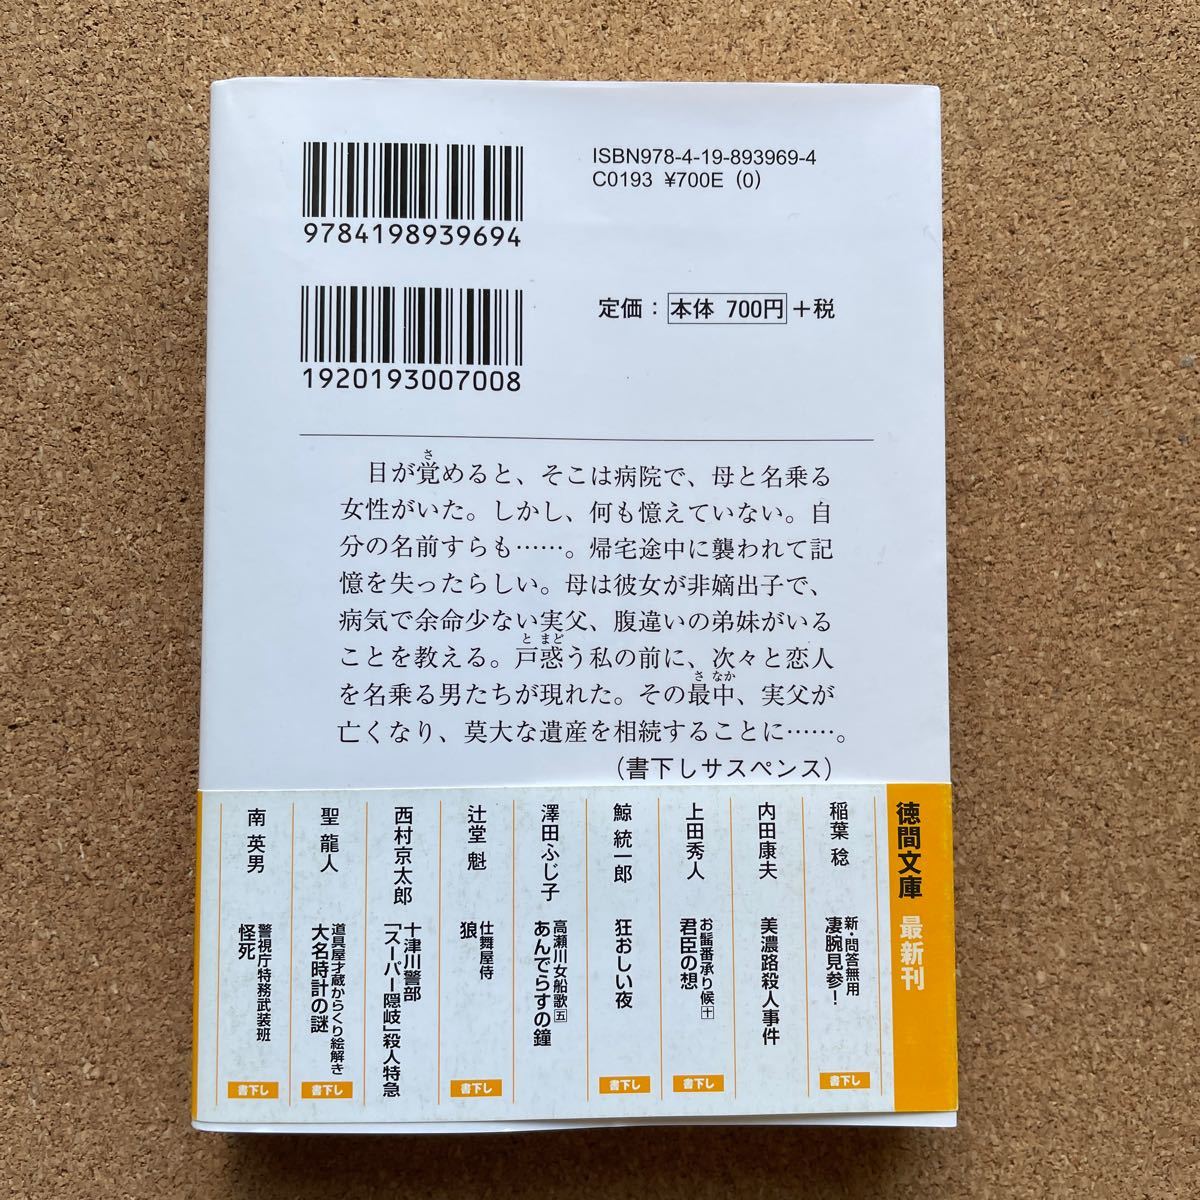 ISBN978-4-19-893969-4
C0193 ¥700E (0)
9784198939694
定価：本体 700円+税
1920193007008
目が覚めると、そこは病院で、母と名乗る
女性がいた。しかし、何も憶えていない。自
分の名前すらも……。帰宅途中に襲われて記
憶を失ったらしい。母は彼女が非嫡出子で、
病気で余命少ない実父、腹違いの弟妹がいる
ことを教える。戸惑う私の前に、次々と恋人
を名乗る男たちが現れた。その最中、実父が
亡くなり、莫大な遺産を相続することに……。
（書下しサスペンス）
さ
と まど
さ なか
徳間文庫 最新刊
稲葉 稔
新・問答無用
凄腕見参！
書下し
内田康夫
美濃路殺人事件
上田秀人
お髷番承り候 十
君臣の想
書下し
鯨 統一郎
狂おしい夜
書下し
澤田ふじ子
高瀬川女船歌 五
あんでらすの鐘
辻堂 魁
仕舞屋侍
狼
書下し
西村京太郎
十津川警部
「スーパー隠岐」殺人特急
聖 龍人
道具屋才蔵からくり絵解き
大名時計の謎
書下し
南 英男
警視庁特務武装班
怪死
書下し